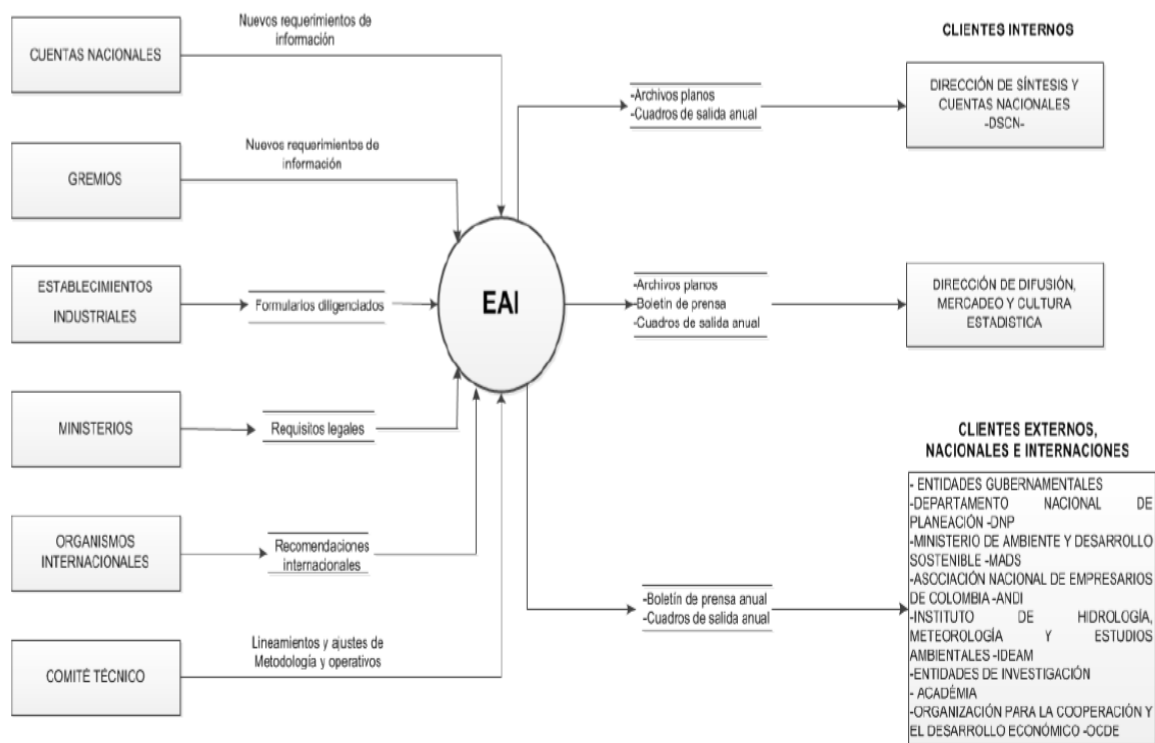 CUENTAS NACIONALES
Nuevos requerimientos de
información
GREMIOS
Nuevos requerimientos de
información
ESTABLECIMIENTOS
INDUSTRIALES
Formularios diligenciados
MINISTERIOS
Requisitos legales
ORGANISMOS
INTERNACIONALES
Recomendaciones
internacionales
COMITÉ TÉCNICO
Lineamientos y ajustes de
Metodología y operativos
EAI
-Archivos planos
-Cuadros de salida anual
-Archivos planos
-Boletín de prensa
-Cuadros de salida anual
-Boletín de prensa anual
-Cuadros de salida anual
CLIENTES INTERNOS
DIRECCIÓN DE SÍNTESIS Y
CUENTAS NACIONALES
-DSCN-
DIRECCIÓN DE DIFUSIÓN,
MERCADEO Y CULTURA
ESTADISTICA
CLIENTES EXTERNOS,
NACIONALES E INTERNACIONES
- ENTIDADES GUBERNAMENTALES
-DEPARTAMENTO NACIONAL DE
PLANEACIÓN -DNP
-MINISTERIO DE AMBIENTE Y DESARROLLO
SOSTENIBLE -MADS
-ASOCIACIÓN NACIONAL DE EMPRESARIOS
DE COLOMBIA -ANDI
-INSTITUTO DE HIDROLOGÍA,
METEOROLOGÍA Y ESTUDIOS
AMBIENTALES -IDEAM
-ENTIDADES DE INVESTIGACIÓN
- ACADÉMIA
-ORGANIZACIÓN PARA LA COOPERACIÓN Y
EL DESARROLLO ECONÓMICO -OCDE